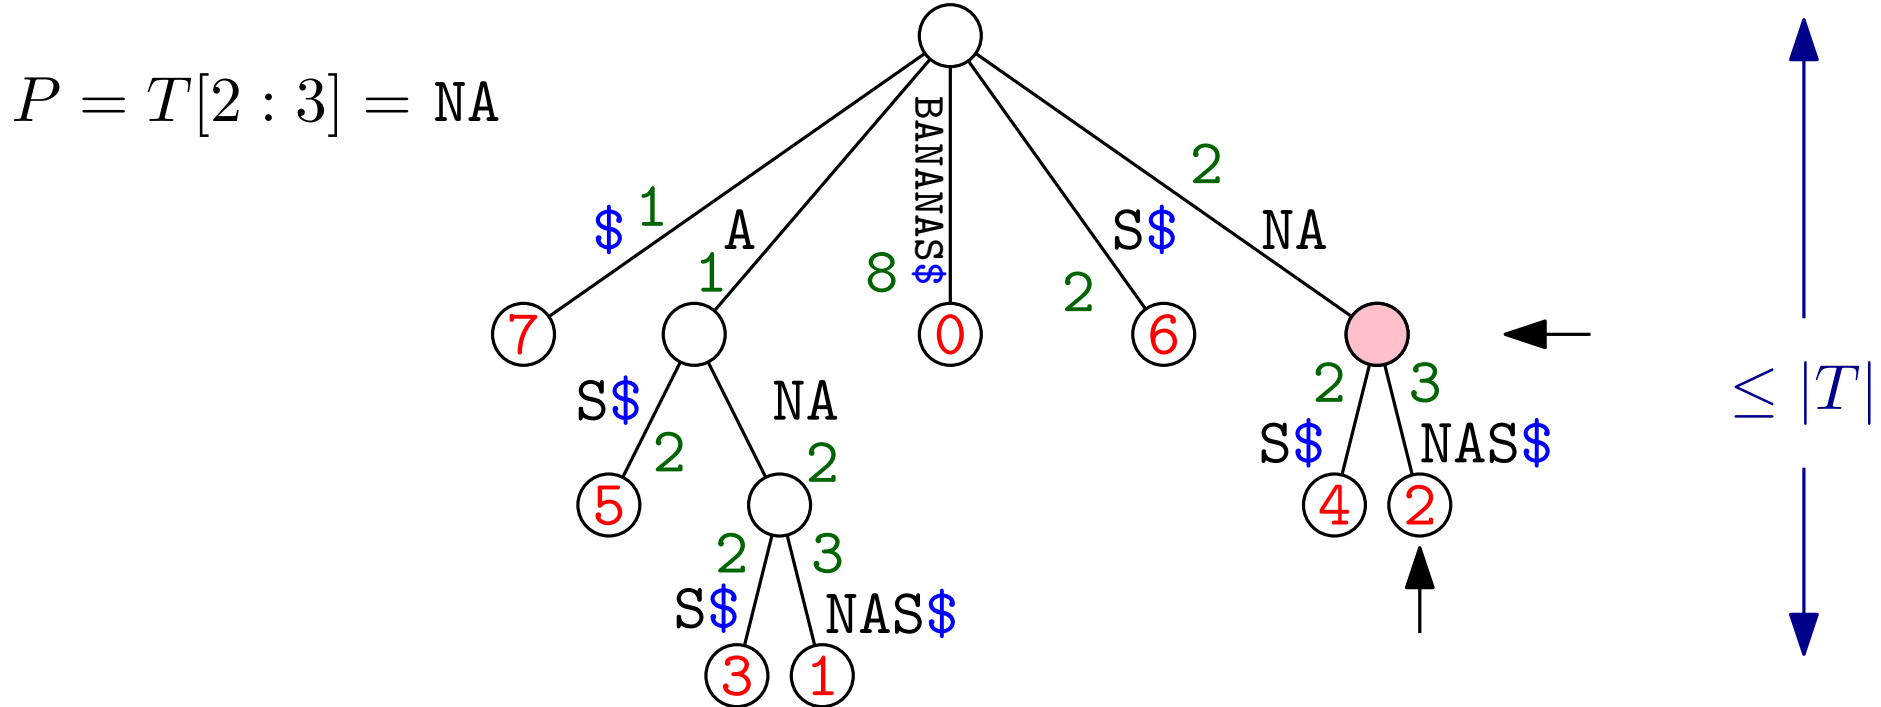 P = T[2 : 3] = NA
BANANAS$
2
$ 1 A S$ NA
1 8 2
7 0 6
≤ |T|
S$ NA 2 3
2 2 S$ NAS$
5 4 2
2 3
S$ NAS$
3 1